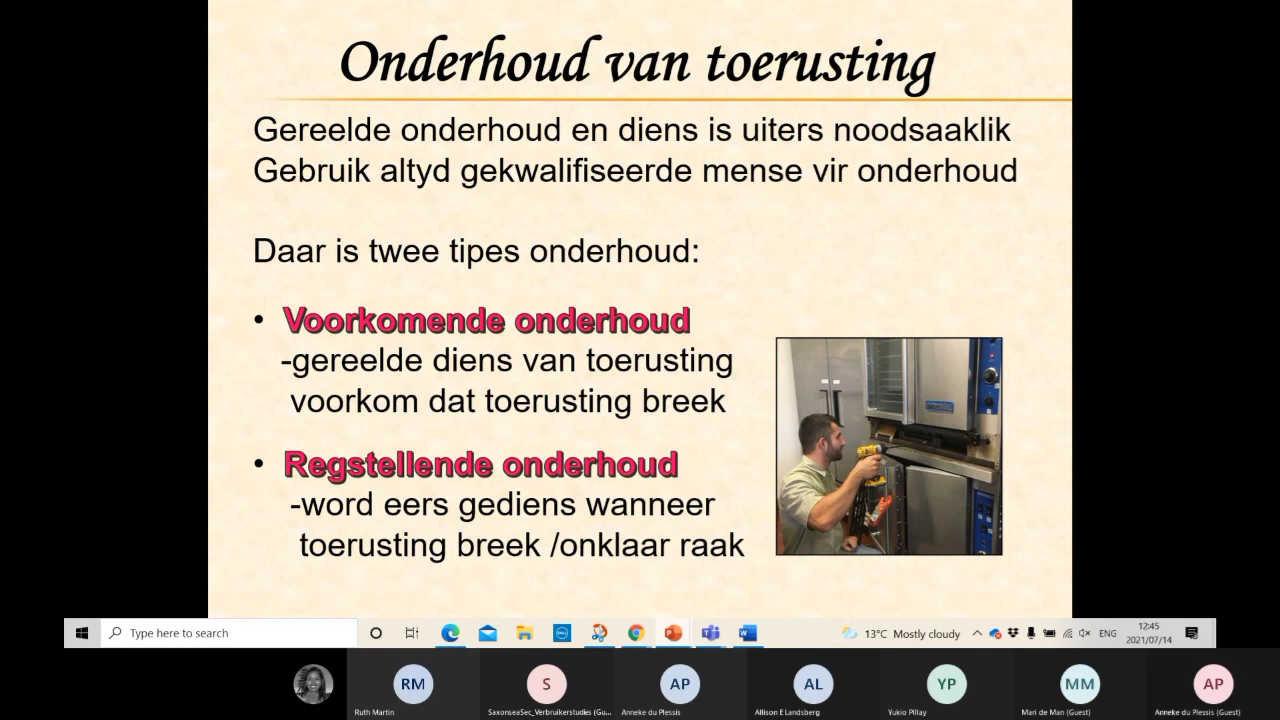 Onderhoud van toerusting
Gereelde onderhoud en diens is uiters noodsaaklik
Gebruik altyd gekwalifiseerde mense vir onderhoud
Daar is twee tipes onderhoud:
• Voorkomende onderhoud
-gereelde diens van toerusting
voorkom dat toerusting breek
• Regstellende onderhoud
-word eers gediens wanneer
toerusting breek /onklaar raak
Type here to search
13°C Mostly cloudy
ENG
12:45
2021/07/14
RM
S
AP
AL
YP
MM
AP
Ruth Martin
SaxonseaSec_Verbruikerstudies (Gu...
Anneke du Plessis
Allison E Landsberg
Yukio Pillay
Mari de Man (Guest)
Anneke du Plessis (Guest)